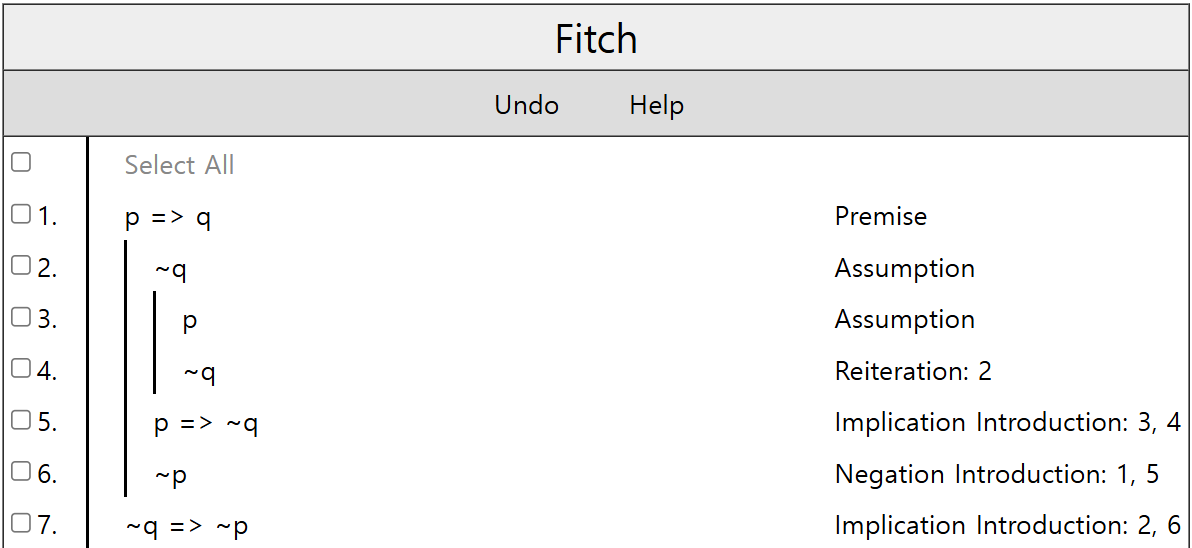 Fitch
Undo Help
Select All
1. p => q Premise
2. ~q Assumption
3. p Assumption
4. ~q Reiteration: 2
5. p => ~q Implication Introduction: 3, 4
6. ~p Negation Introduction: 1, 5
7. ~q => ~p Implication Introduction: 2, 6